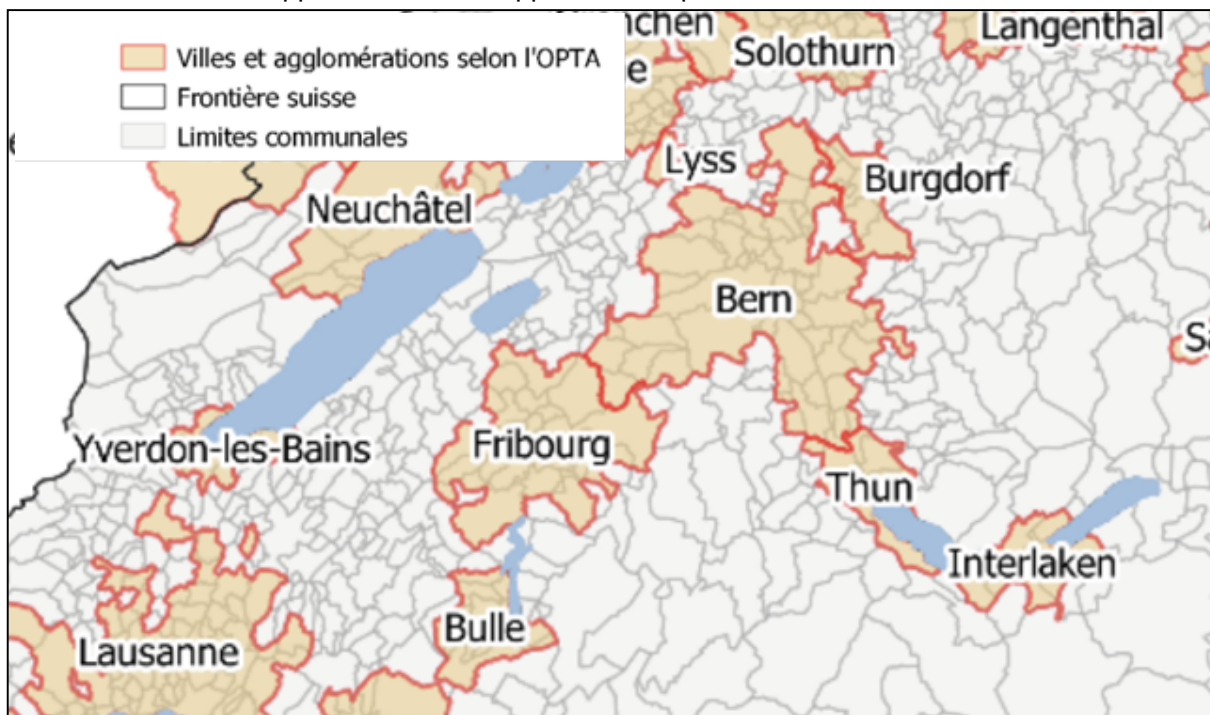 Villes et agglomérations selon l'OPTA
Frontière suisse
Limites communales
Solothurn
Langenthal
Lyss
Burgdorf
Neuchâtel
Bern
Yverdon-les-Bains
Fribourg
Thun
Interlaken
Bulle
Lausanne